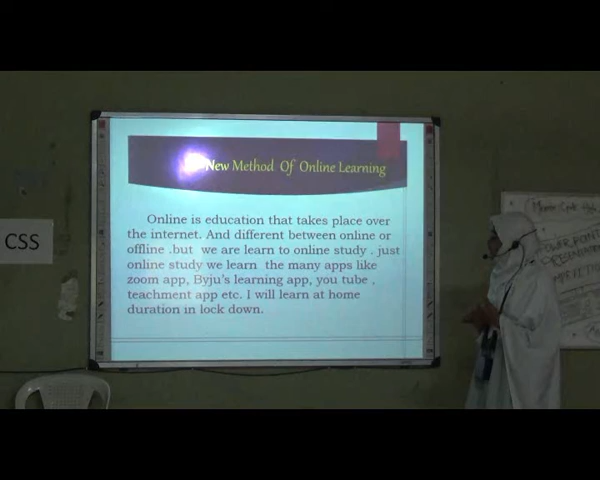 New Method Of Online Learning
Online is education that takes place over
the internet. And different between online or
offline .but we are learn to online study . just
online study we learn the many apps like
zoom app, Byju's learning app, you tube ,
teachment app etc. I will learn at home
duration in lock down.
CSS
POWERPOINT